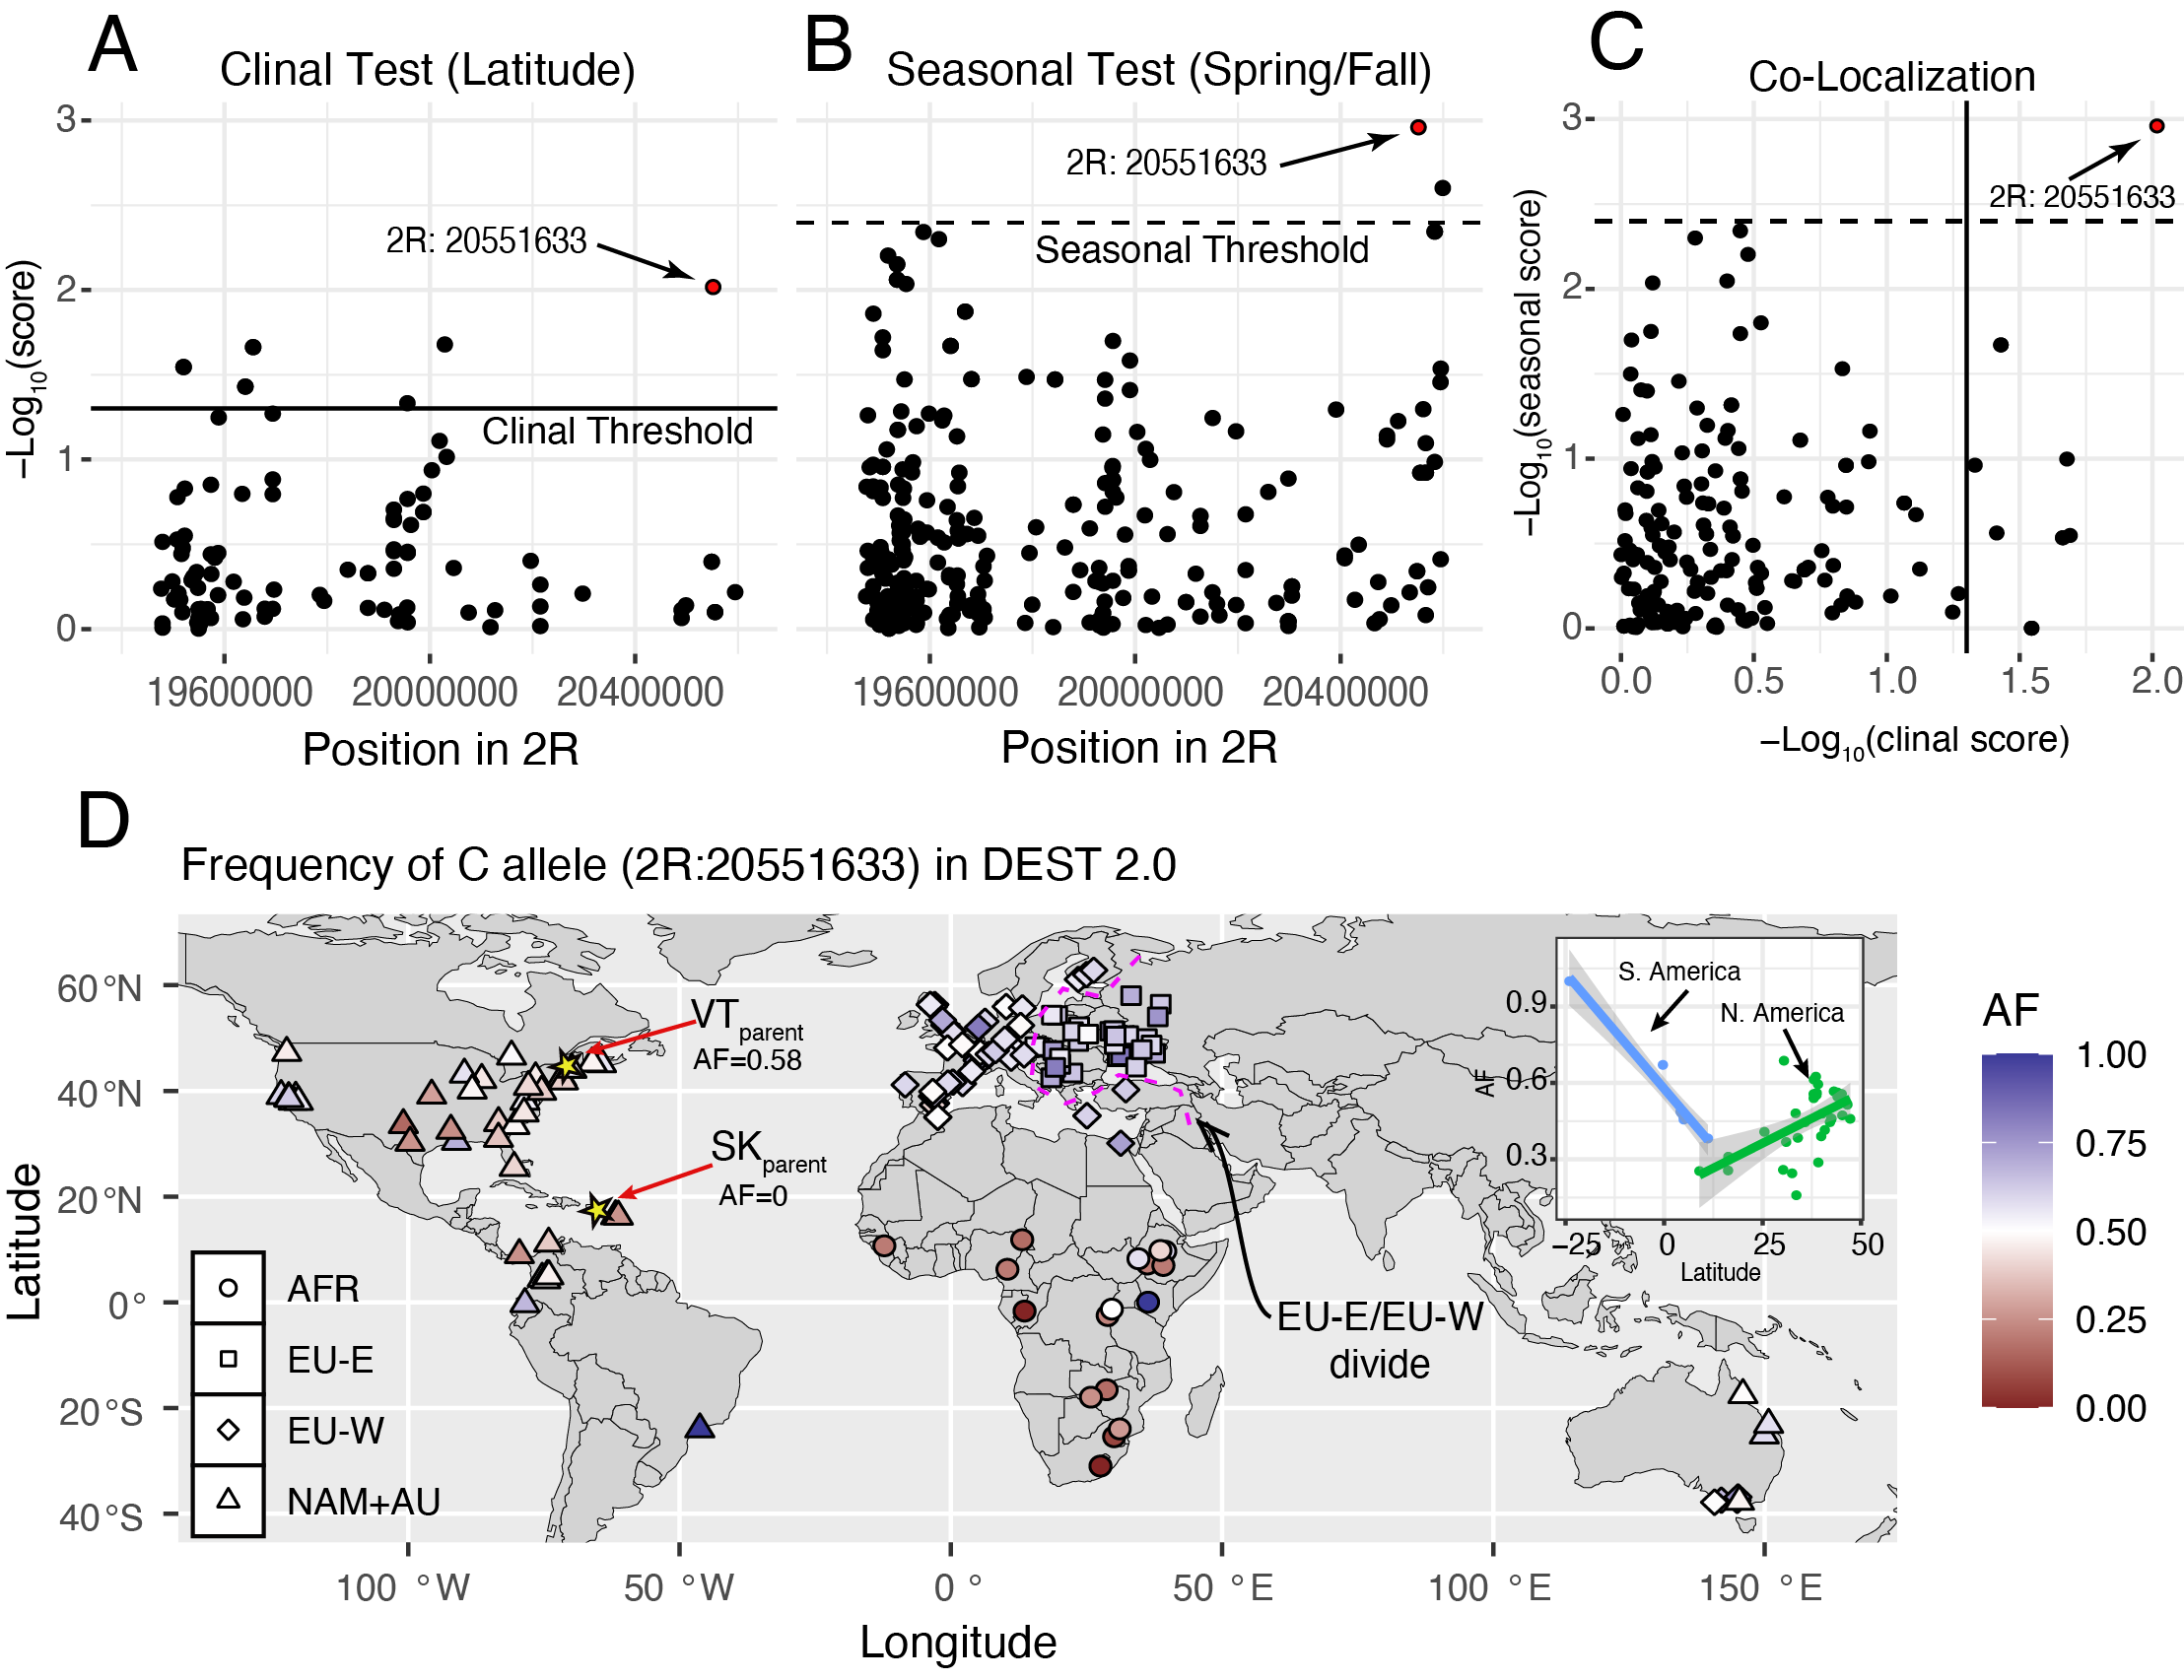 A
Clinal Test (Latitude)
3
2
1
0
−Log10(score)
2R: 20551633
Clinal Threshold
19600000 20000000 20400000
Position in 2R
B
Seasonal Test (Spring/Fall)
2R: 20551633
Seasonal Threshold
19600000 20000000 20400000
Position in 2R
C
Co-Localization
3
2
1
0
−Log10(seasonal score)
2R: 20551633
0.0 0.5 1.0 1.5 2.0
−Log10(clinal score)
D
Frequency of C allele (2R:20551633) in DEST 2.0
60°N
40°N
20°N
0°
20°S
40°S
Latitude
VTparent
AF=0.58
SKparent
AF=0
AFR
EU-E
EU-W
NAM+AU
EU-E/EU-W
divide
S. America
N. America
0.9
0.6
0.3
AF
−25 0 25 50
Latitude
AF
1.00
0.75
0.50
0.25
0.00
100 °W 50 °W 0 ° 50 °E 100 °E 150 °E
Longitude